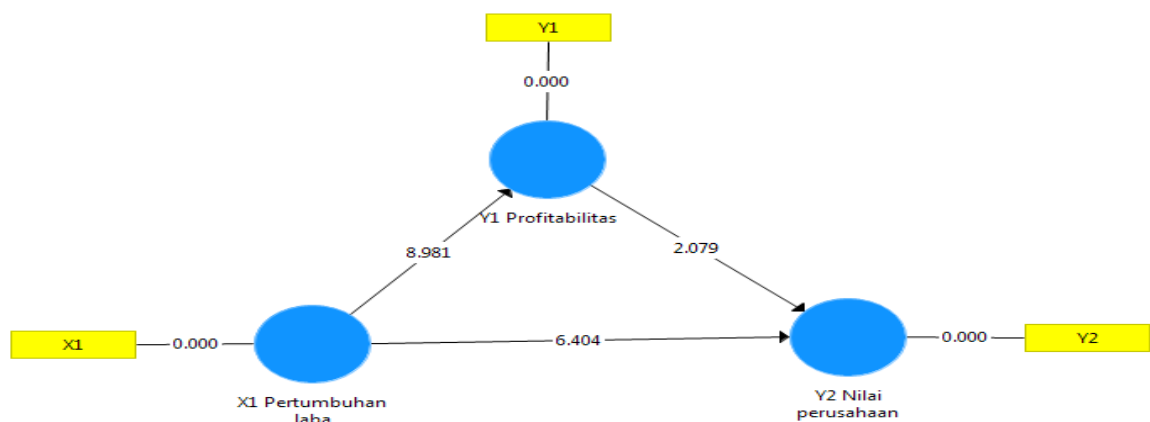 Y1
0.000
Y1 Profitabilitas
8.981
2.079
X1
0.000
6.404
0.000
Y2
X1 Pertumbuhan
laba
Y2 Nilai
perusahaan